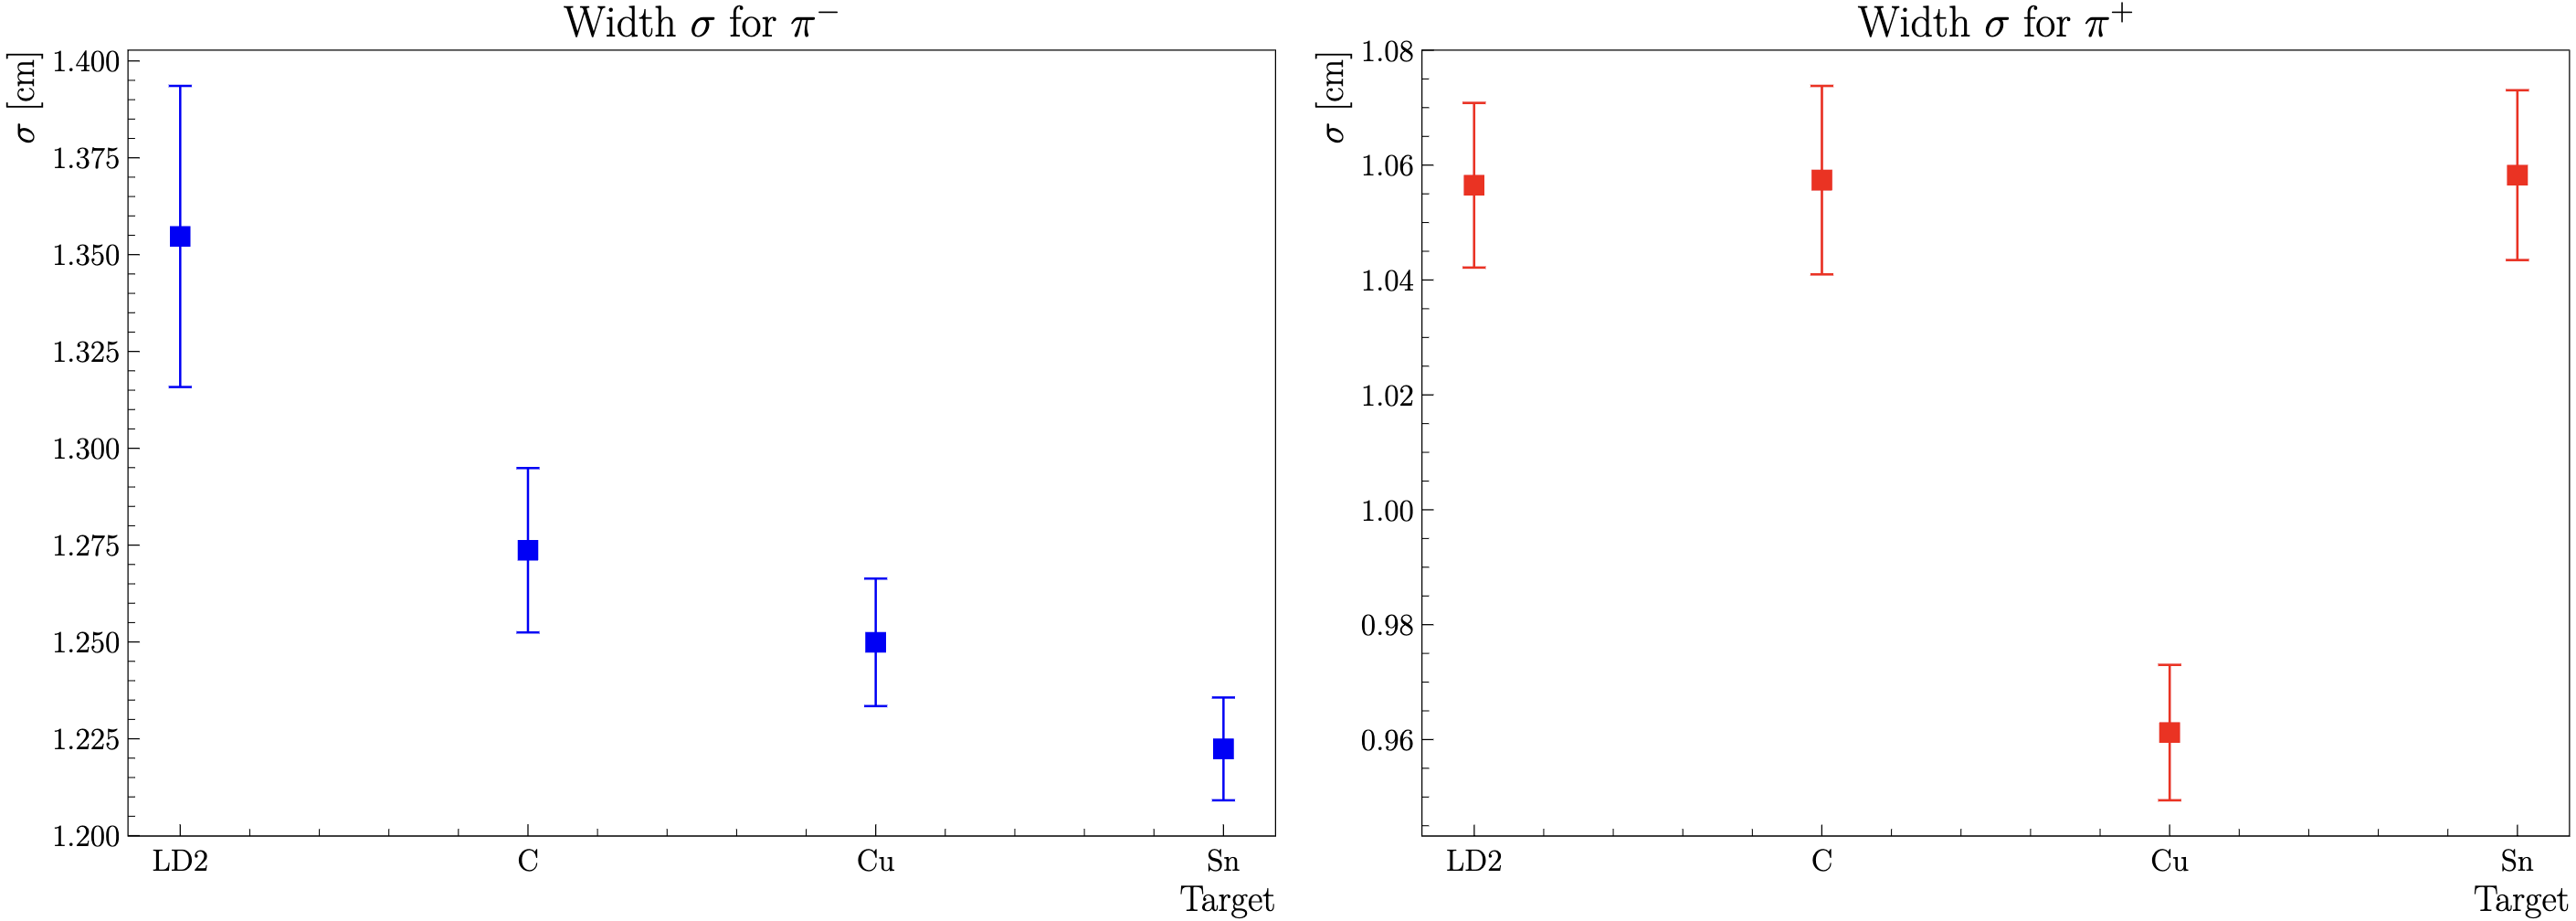 Width σ for π⁻
σ [cm]
1.400
1.375
1.350
1.325
1.300
1.275
1.250
1.225
1.200
LD2 C Cu Sn
Target
Width σ for π⁺
σ [cm]
1.08
1.06
1.04
1.02
1.00
0.98
0.96
LD2 C Cu Sn
Target